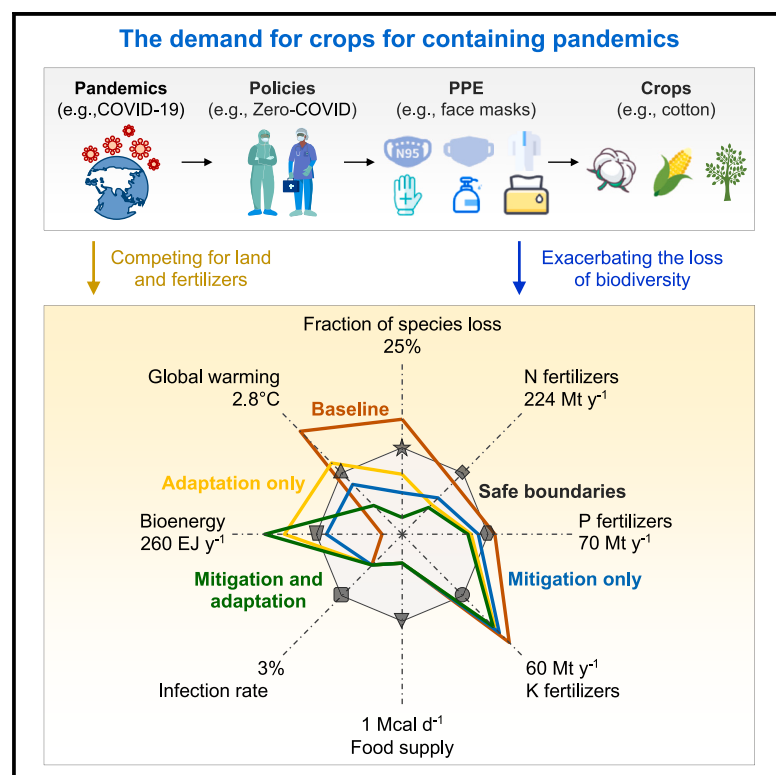 The demand for crops for containing pandemics
Pandemics
(e.g.,COVID-19)
Policies
(e.g., Zero-COVID)
PPE
(e.g., face masks)
Crops
(e.g., cotton)
N95
Competing for land
and fertilizers
Exacerbating the loss
of biodiversity
Fraction of species loss
25%
Global warming
2.8°C
N fertilizers
224 Mt y⁻¹
Baseline
Adaptation only
Safe boundaries
Bioenergy
260 EJ y⁻¹
P fertilizers
70 Mt y⁻¹
Mitigation and
adaptation
Mitigation only
3%
Infection rate
60 Mt y⁻¹
K fertilizers
1 Mcal d⁻¹
Food supply